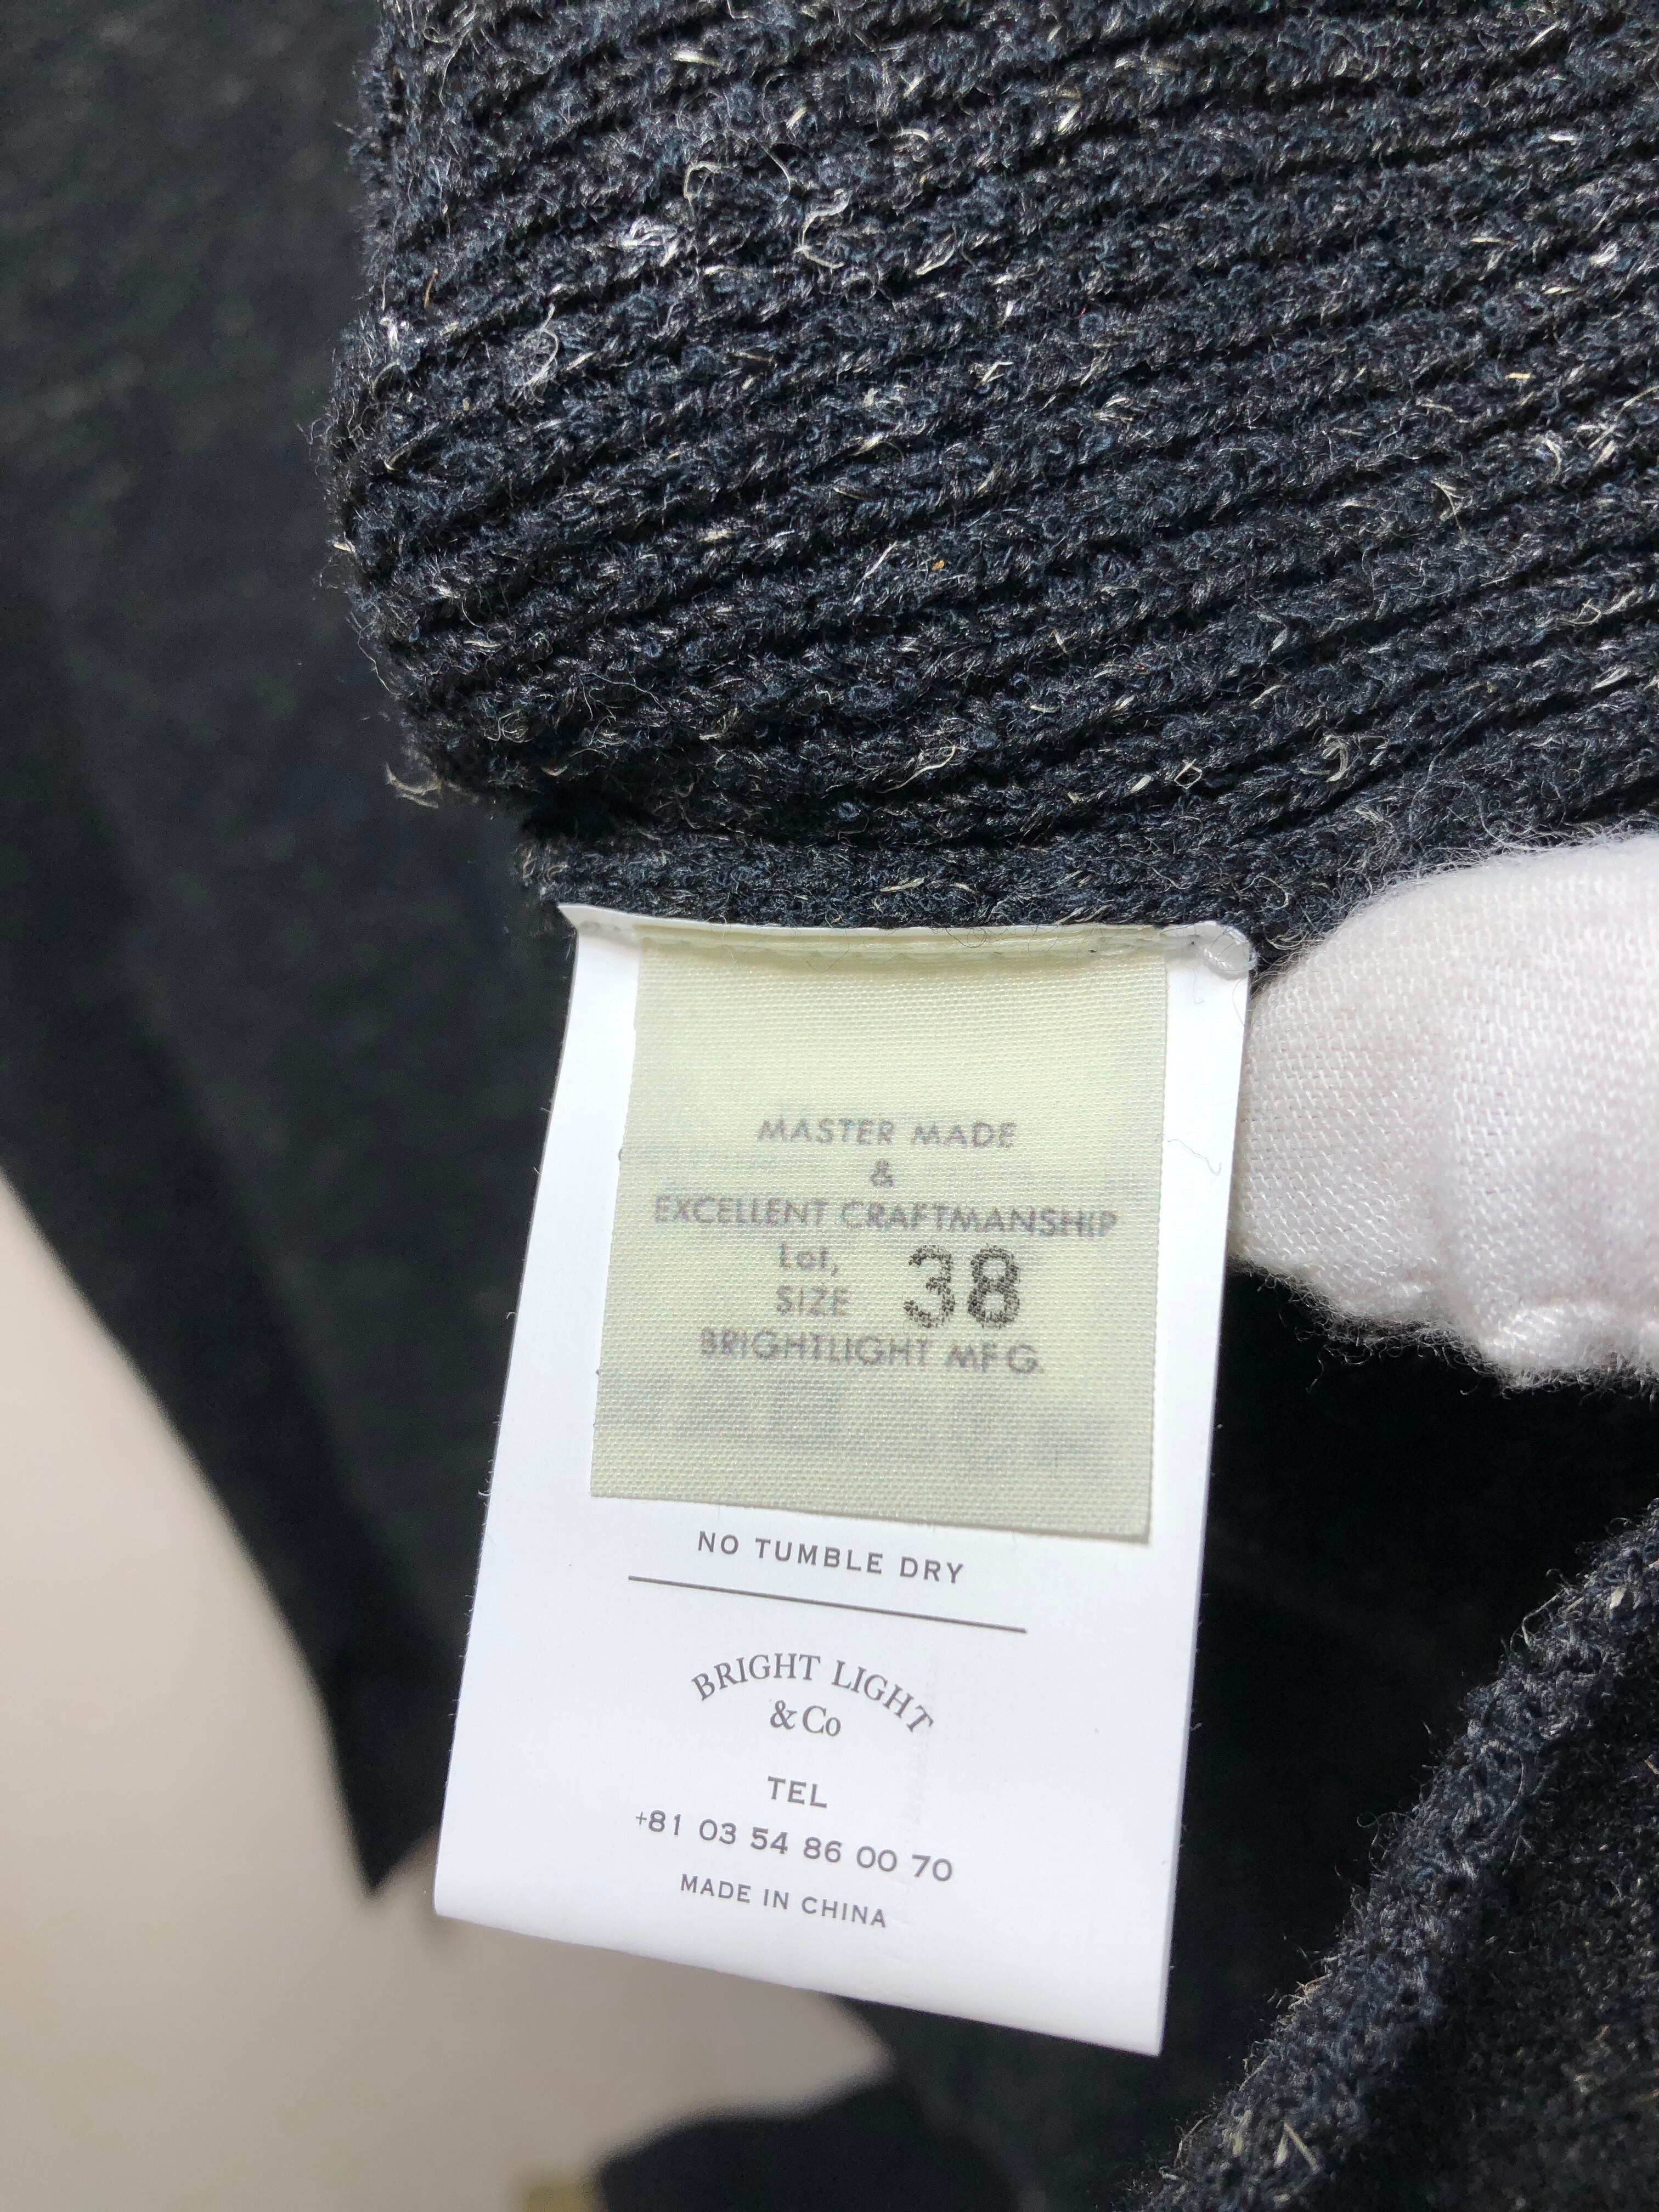 MASTER MADE
&
EXCELLENT CRAFTMANSHIP
Lot,
SIZE 38
BRIGHTLIGHT MFG.
NO TUMBLE DRY
BRIGHT LIGHT
&Co
TEL
+81 03 54 86 00 70
MADE IN CHINA